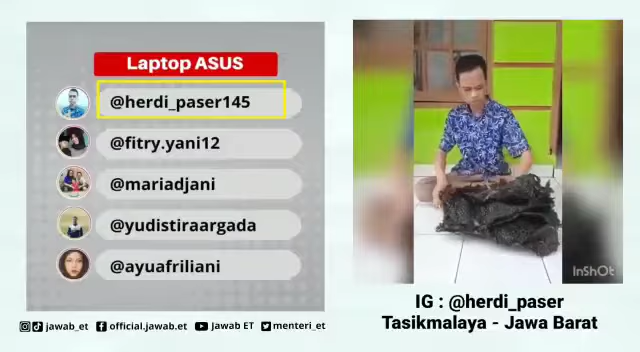 Laptop ASUS
@herdi_paser145
@fitry.yani12
@mariadjani
@yudistiraargada
@ayuafriliani
jawab_et official.jawab.et Jawab ET menteri_et
InShOt
IG : @herdi_paser
Tasikmalaya - Jawa Barat